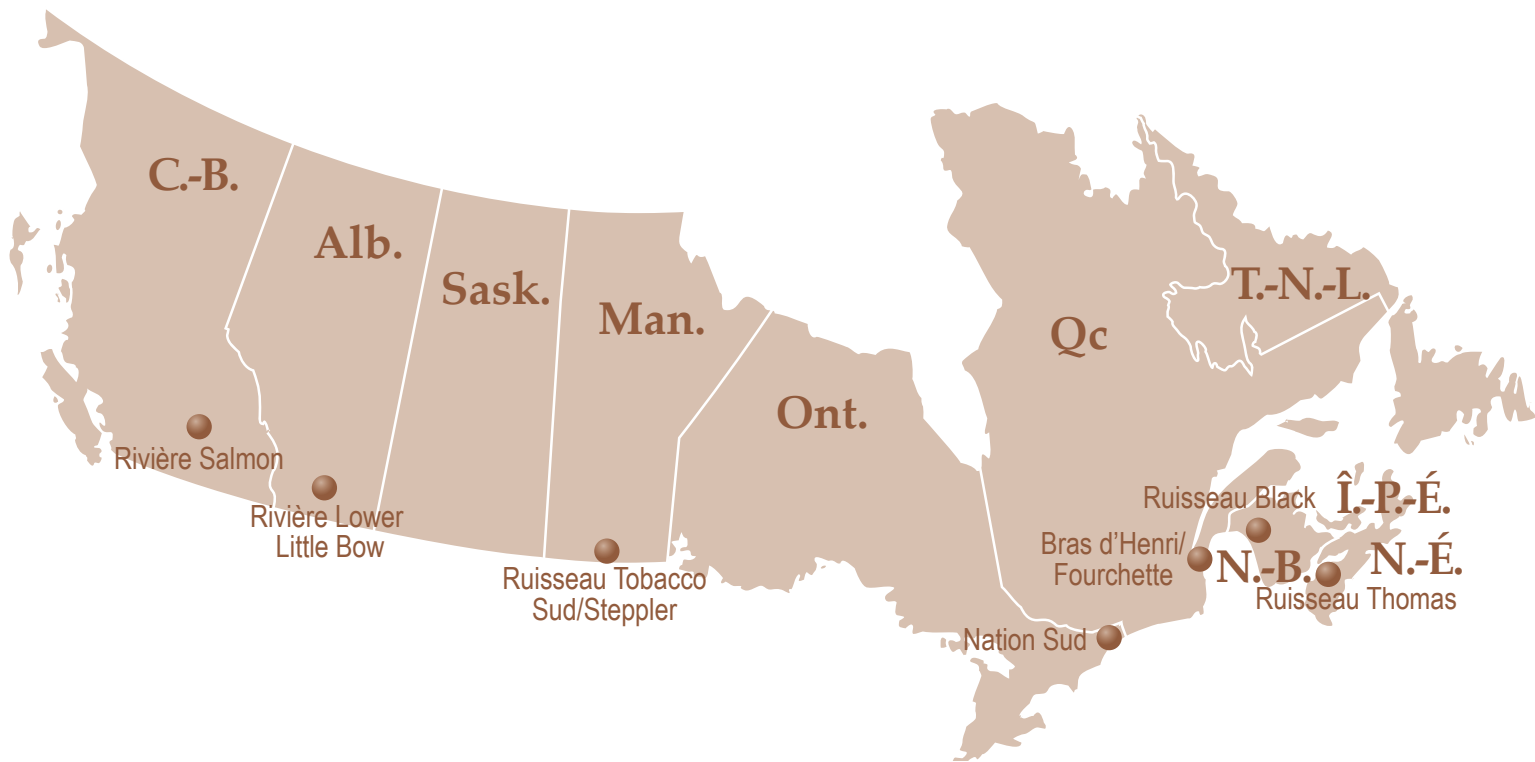 C.-B.
Alb.
Sask.
Man.
Ont.
Qc
T.-N.-L.
Î.-P.-É.
N.-B.
N.-É.
Rivière Salmon
Rivière Lower
Little Bow
Ruisseau Tobacco
Sud/Steppler
Nation Sud
Bras d’Henri/
Fourchette
Ruisseau Black
Ruisseau Thomas